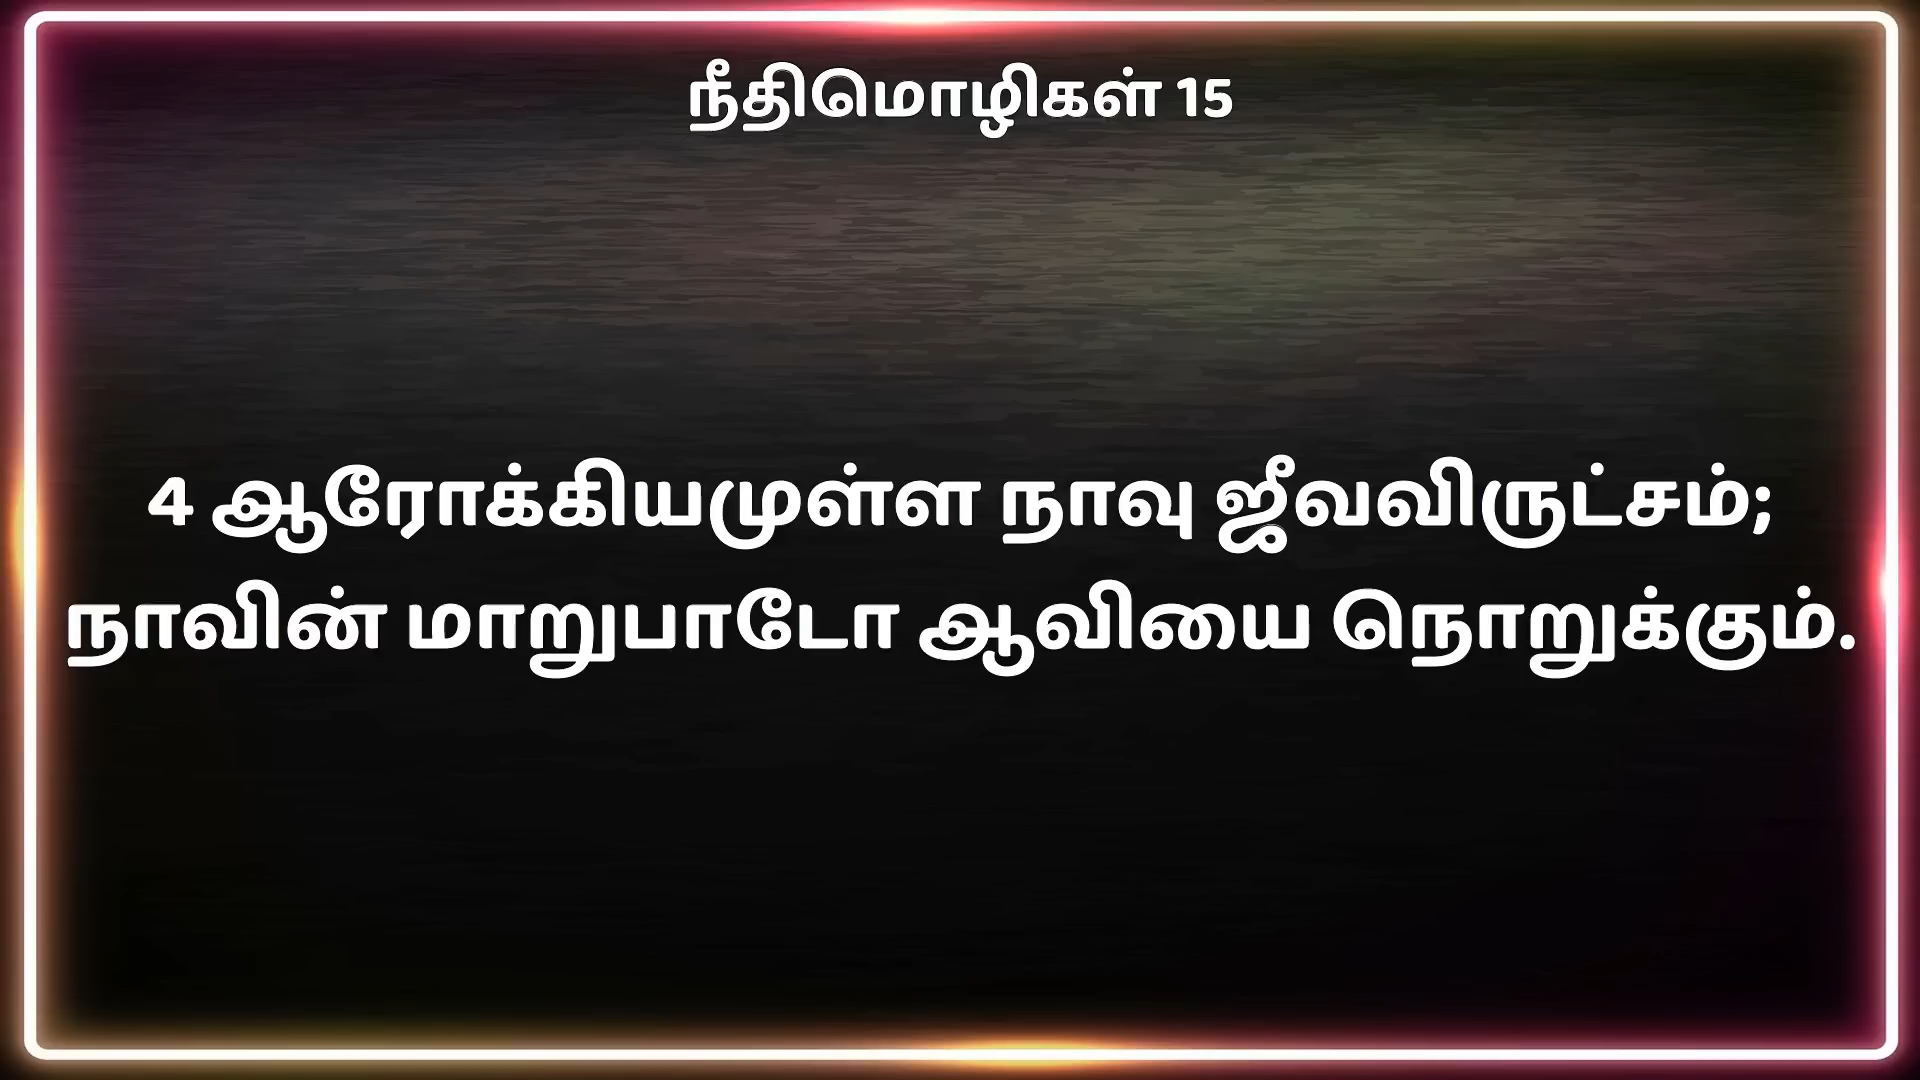 நீதிமொழிகள் 15
4 ஆரோக்கியமுள்ள நாவு ஜீவவிருட்சம்;
நாவின் மாறுபாடோ ஆவியை நொறுக்கும்.